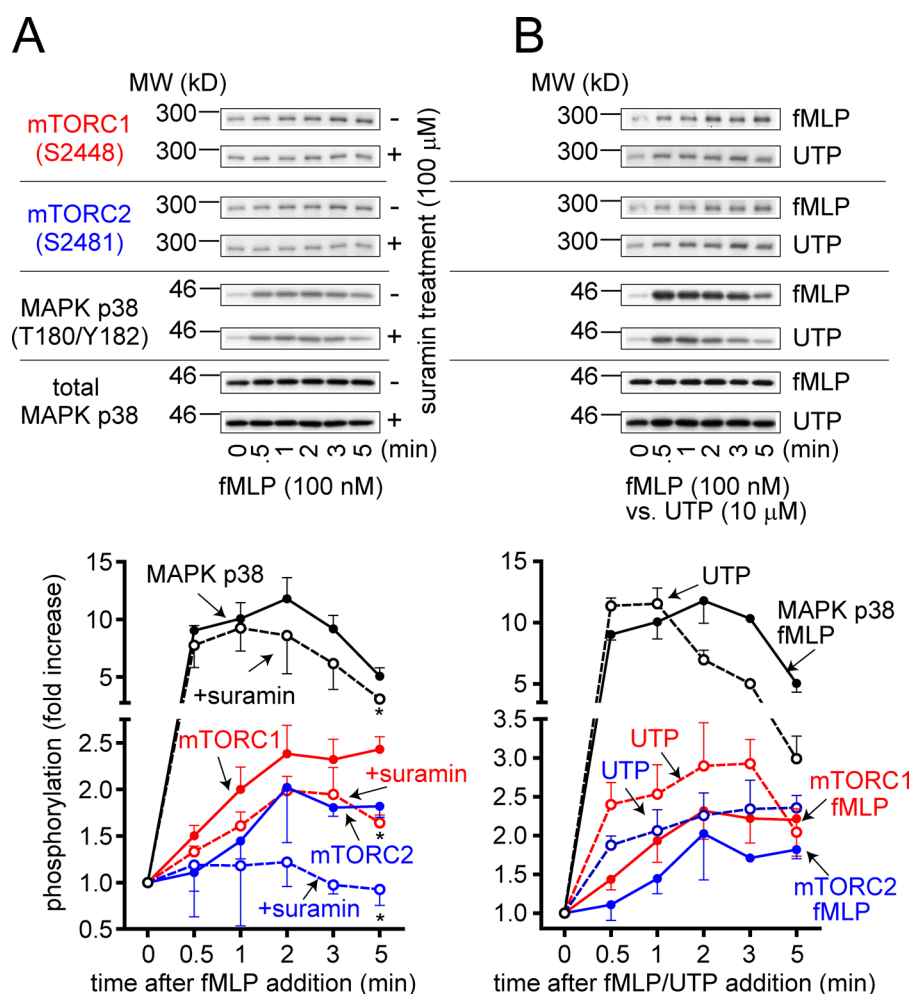 A
B
MW (kD)
MW (kD)
mTORC1
(S2448)
300
-
300
+
300
fMLP
300
UTP
mTORC2
(S2481)
300
-
300
+
300
fMLP
300
UTP
MAPK p38
(T180/Y182)
46
-
46
+
46
fMLP
46
UTP
total
MAPK p38
46
-
46
+
46
fMLP
46
UTP
suramin treatment (100 μM)
0 .5 1 2 3 5 (min)
fMLP (100 nM)
0 .5 1 2 3 5 (min)
fMLP (100 nM)
vs. UTP (10 μM)
phosphorylation (fold increase)
15
10
5
2.5
2.0
1.5
1.0
0.5
MAPK p38
+suramin
*
mTORC1
+suramin
*
mTORC2
+suramin
*
0 0.5 1 2 3 5
time after fMLP addition (min)
15
10
5
3.5
3.0
2.5
2.0
1.5
1.0
UTP
MAPK p38
fMLP
UTP
UTP
mTORC1
fMLP
mTORC2
fMLP
0 0.5 1 2 3 5
time after fMLP/UTP addition (min)